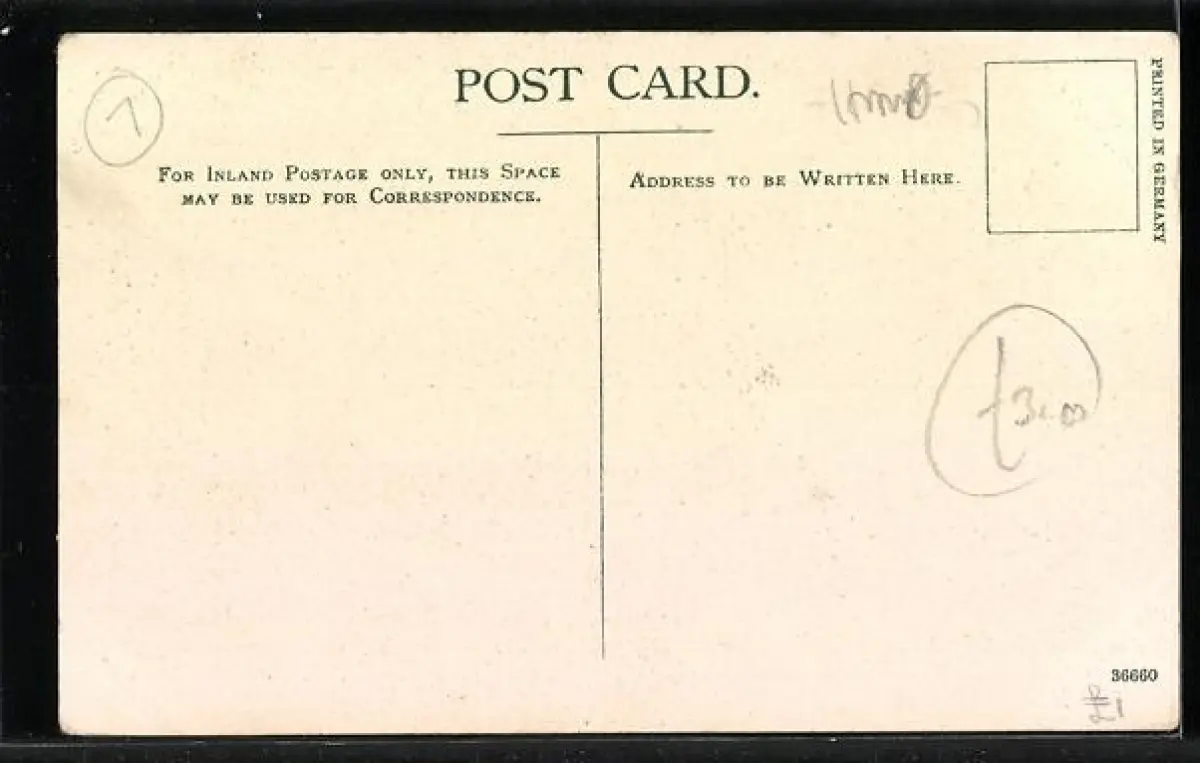 POST CARD.
7
FOR INLAND POSTAGE ONLY, THIS SPACE
MAY BE USED FOR CORRESPONDENCE.
ADDRESS TO BE WRITTEN HERE.
PRINTED IN GERMANY
£3.00
36660
£1